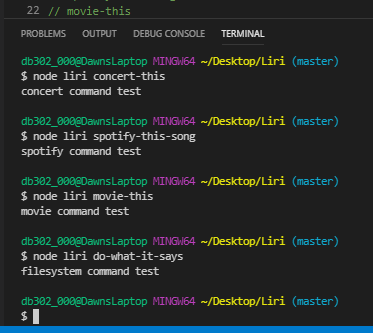 22 // movie-this
PROBLEMS OUTPUT DEBUG CONSOLE TERMINAL
db302_000@DawnsLaptop MINGW64 ~/Desktop/Liri (master)
$ node liri concert-this
concert command test
db302_000@DawnsLaptop MINGW64 ~/Desktop/Liri (master)
$ node liri spotify-this-song
spotify command test
db302_000@DawnsLaptop MINGW64 ~/Desktop/Liri (master)
$ node liri movie-this
movie command test
db302_000@DawnsLaptop MINGW64 ~/Desktop/Liri (master)
$ node liri do-what-it-says
filesystem command test
db302_000@DawnsLaptop MINGW64 ~/Desktop/Liri (master)
$